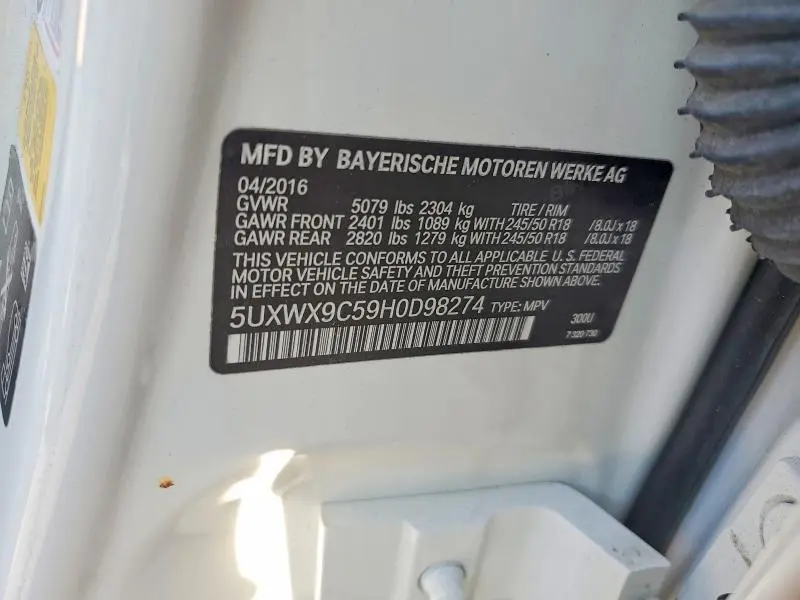 MFD BY BAYERISCHE MOTOREN WERKE AG
04/2016
GVWR 5079 lbs 2304 kg TIRE / RIM
GAWR FRONT 2401 lbs 1089 kg WITH 245/50 R18 /8.0J x 18
GAWR REAR 2820 lbs 1279 kg WITH 245/50 R18 /8.0J x 18
THIS VEHICLE CONFORMS TO ALL APPLICABLE U. S. FEDERAL
MOTOR VEHICLE SAFETY AND THEFT PREVENTION STANDARDS
IN EFFECT ON THE DATE OF MANUFACTURE SHOWN ABOVE.
5UXWX9C59H0D98274 TYPE: MPV
300U
7 320 730